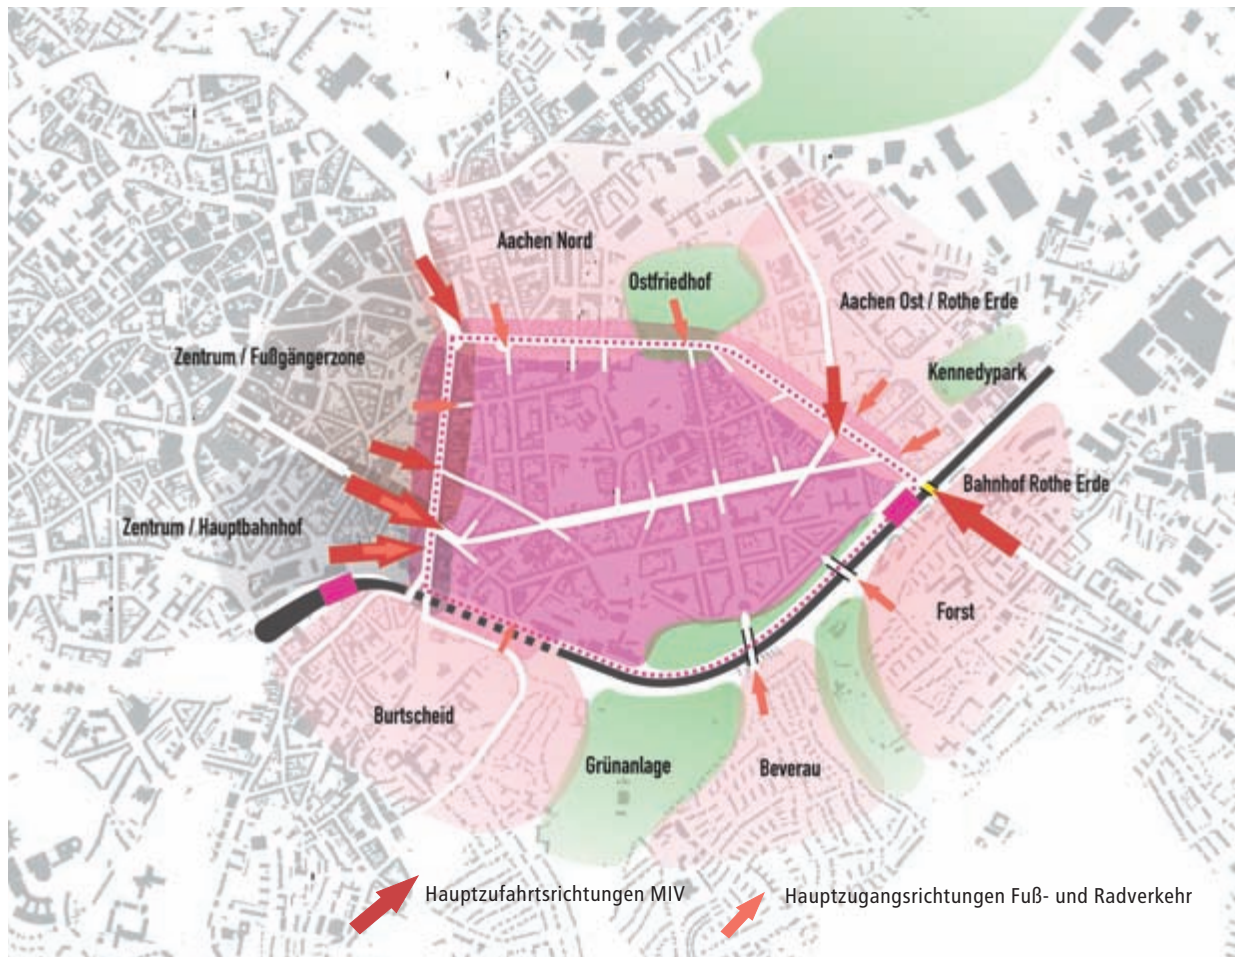 Aachen Nord
Ostfriedhof
Aachen Ost / Rothe Erde
Zentrum / Fußgängerzone
Kennedypark
Bahnhof Rothe Erde
Zentrum / Hauptbahnhof
Forst
Burtscheid
Grünanlage
Beverau
Hauptzufahrtsrichtungen MIV
Hauptzugangsrichtungen Fuß- und Radverkehr